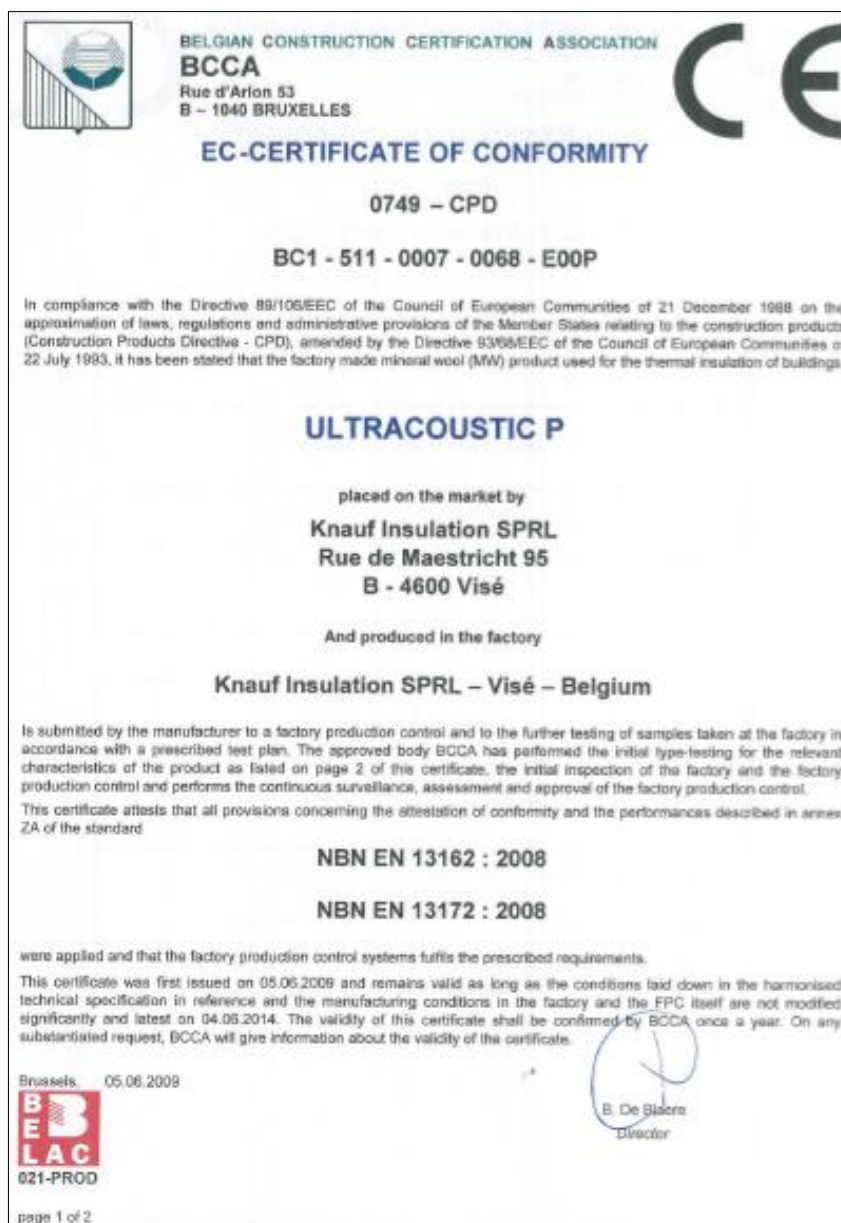 BELGIAN CONSTRUCTION CERTIFICATION ASSOCIATION
BCCA
Rue d'Arlon 53
B – 1040 BRUXELLES
CE
EC-CERTIFICATE OF CONFORMITY
0749 – CPD
BC1 - 511 - 0007 - 0068 - E00P
In compliance with the Directive 89/106/EEC of the Council of European Communities of 21 December 1988 on the
approximation of laws, regulations and administrative provisions of the Member States relating to the construction products
(Construction Products Directive - CPD), amended by the Directive 93/68/EEC of the Council of European Communities of
22 July 1993, it has been stated that the factory made mineral wool (MW) product used for the thermal insulation of buildings
ULTRACOUSTIC P
placed on the market by
Knauf Insulation SPRL
Rue de Maestricht 95
B - 4600 Visé
And produced in the factory
Knauf Insulation SPRL – Visé – Belgium
Is submitted by the manufacturer to a factory production control and to the further testing of samples taken at the factory in
accordance with a prescribed test plan. The approved body BCCA has performed the initial type-testing for the relevant
characteristics of the product as listed on page 2 of this certificate, the initial inspection of the factory and the factory
production control and performs the continuous surveillance, assessment and approval of the factory production control.
This certificate attests that all provisions concerning the attestation of conformity and the performances described in annex
ZA of the standard
NBN EN 13162 : 2008
NBN EN 13172 : 2008
were applied and that the factory production control systems fulfils the prescribed requirements.
This certificate was first issued on 05.06.2009 and remains valid as long as the conditions laid down in the harmonised
technical specification in reference and the manufacturing conditions in the factory and the FPC itself are not modified
significantly and latest on 04.06.2014. The validity of this certificate shall be confirmed by BCCA once a year. On any
substantiated request, BCCA will give information about the validity of the certificate.
Brussels, 05.06.2009
B. De Blaere
Director
BELAC
021-PROD
page 1 of 2